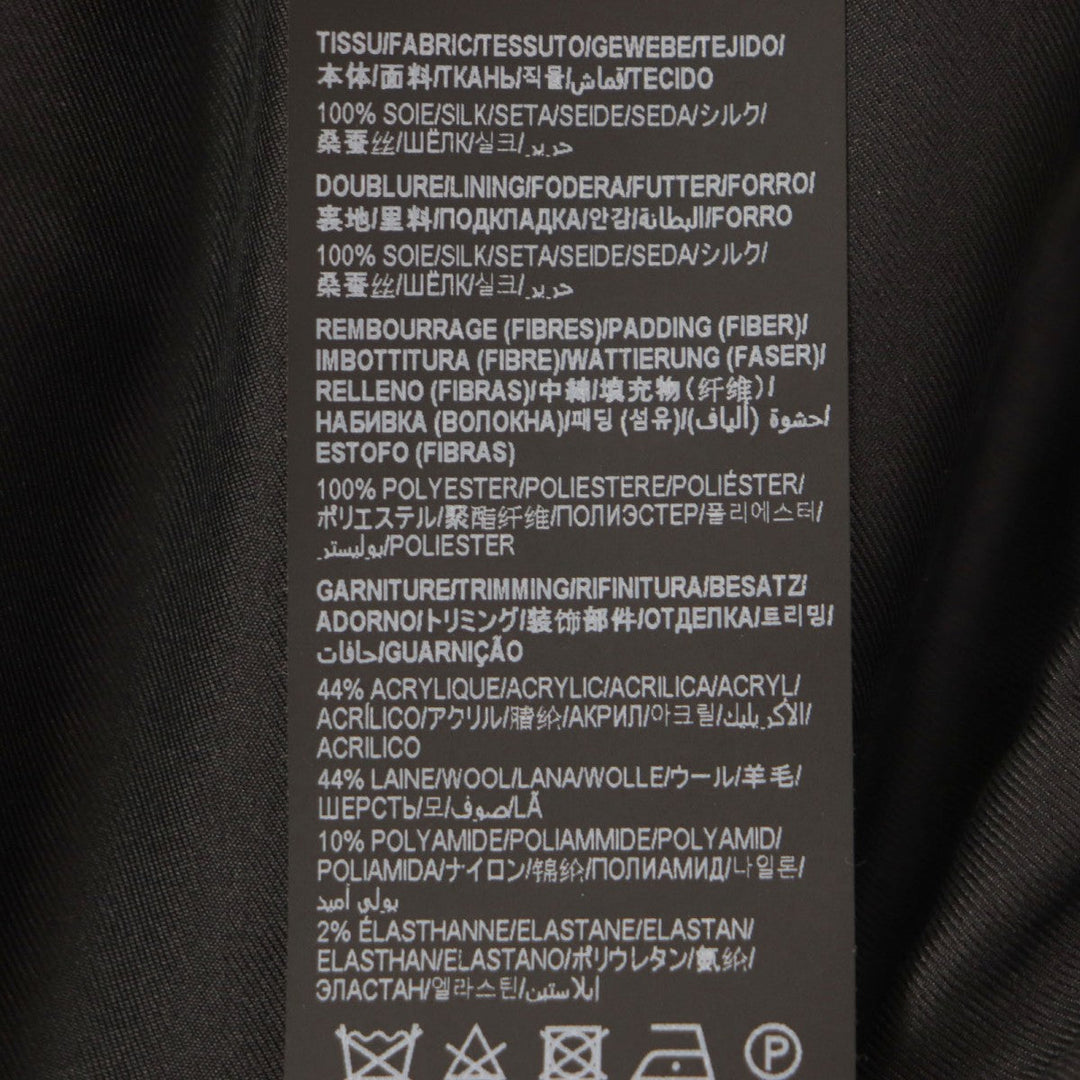 TISSU/FABRIC/TESSUTO/GEWEBE/TEJIDO/
本体/面料/ТКАНЬ/직물/قماش/TECIDO
100% SOIE/SILK/SETA/SEIDE/SEDA/シルク/
桑蚕丝/ШЁЛК/실크/حرير
DOUBLURE/LINING/FODERA/FUTTER/FORRO/
裏地/里料/ПОДКЛАДКА/안감/البطانة/FORRO
100% SOIE/SILK/SETA/SEIDE/SEDA/シルク/
桑蚕丝/ШЁЛК/실크/حرير
REMBOURRAGE (FIBRES)/PADDING (FIBER)/
IMBOTTITURA (FIBRE)/WATTIERUNG (FASER)/
RELLENO (FIBRAS)/中綿/填充物 (纤维)/
НАБИВКА (ВОЛОКНА)/패딩 (섬유)/حشوة (ألياف)/
ESTOFO (FIBRAS)
100% POLYESTER/POLIESTERE/POLIÉSTER/
ポリエステル/聚酯纤维/ПОЛИЭСТЕР/폴리에스터/
بوليستر/POLIESTER
GARNITURE/TRIMMING/RIFINITURA/BESATZ/
ADORNO/トリミング/装饰部件/ОТДЕЛКА/트리밍/
حافات/GUARNIÇÃO
44% ACRYLIQUE/ACRYLIC/ACRILICA/ACRYL/
ACRÍLICO/アクリル/腈纶/АКРИЛ/아크릴/الأكريليك/
ACRILICO
44% LAINE/WOOL/LANA/WOLLE/ウール/羊毛/
ШЕРСТЬ/모/صوف/LÃ
10% POLYAMIDE/POLIAMMIDE/POLYAMID/
POLIAMIDA/ナイロン/锦纶/ПОЛИАМИД/나일론/
بولي أميد
2% ÉLASTHANNE/ELASTANE/ELASTAN/
ELASTHAN/ELASTANO/ポリウレタン/氨纶/
ЭЛАСТАН/엘라스틴/إيلاستين
P